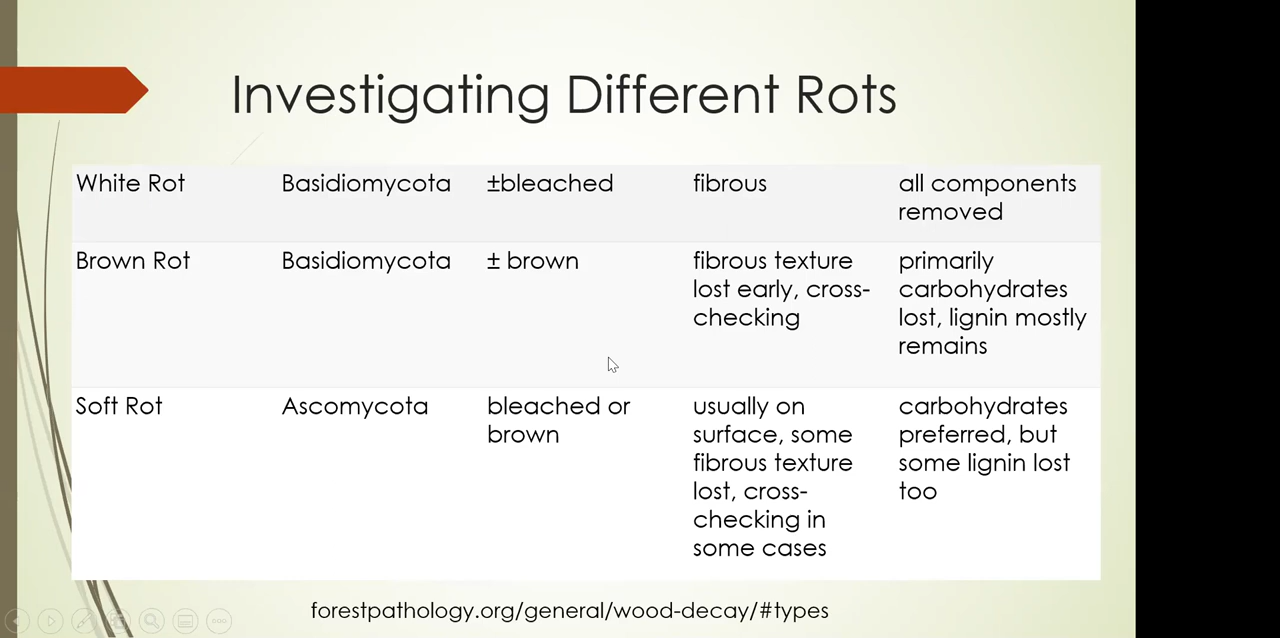 Investigating Different Rots
White Rot
Basidiomycota
±bleached
fibrous
all components
removed
Brown Rot
Basidiomycota
± brown
fibrous texture
lost early, cross-
checking
primarily
carbohydrates
lost, lignin mostly
remains
Soft Rot
Ascomycota
bleached or
brown
usually on
surface, some
fibrous texture
lost, cross-
checking in
some cases
carbohydrates
preferred, but
some lignin lost
too
forestpathology.org/general/wood-decay/#types